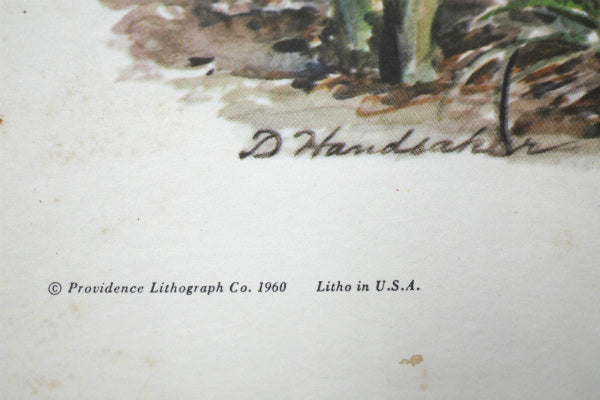 D Handsaker
© Providence Lithograph Co. 1960 Litho in U.S.A.